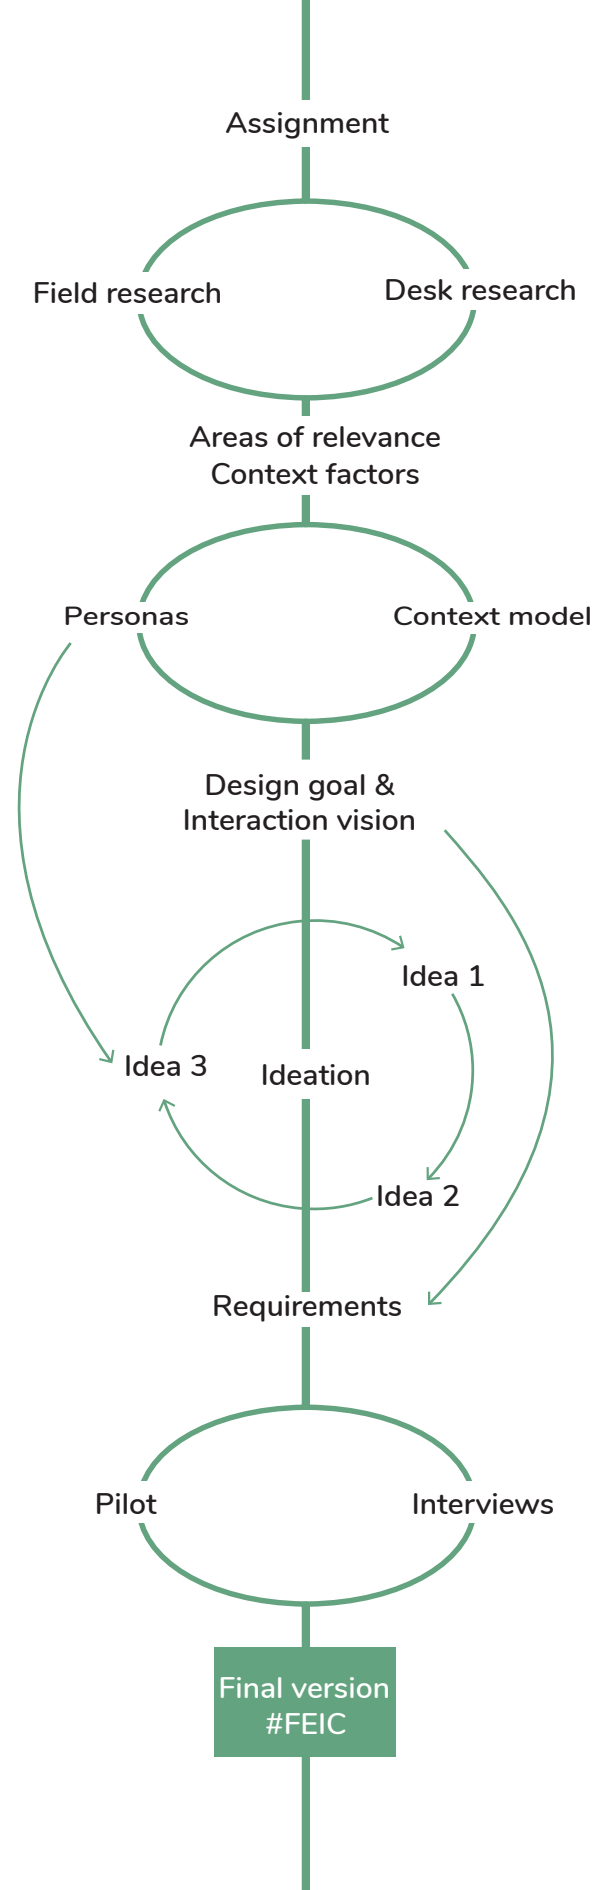 Assignment
Field research
Desk research
Areas of relevance
Context factors
Personas
Context model
Design goal &
Interaction vision
Idea 1
Idea 3
Ideation
Idea 2
Requirements
Pilot
Interviews
Final version
#FEIC